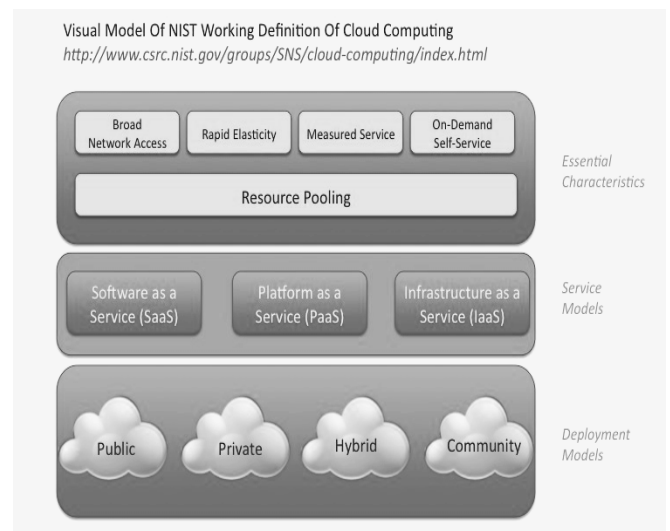 Visual Model Of NIST Working Definition Of Cloud Computing
http://www.csrc.nist.gov/groups/SNS/cloud-computing/index.html
Broad
Network Access
Rapid Elasticity
Measured Service
On-Demand
Self-Service
Resource Pooling
Essential
Characteristics
Software as a
Service (SaaS)
Platform as a
Service (PaaS)
Infrastructure as a
Service (IaaS)
Service
Models
Public
Private
Hybrid
Community
Deployment
Models